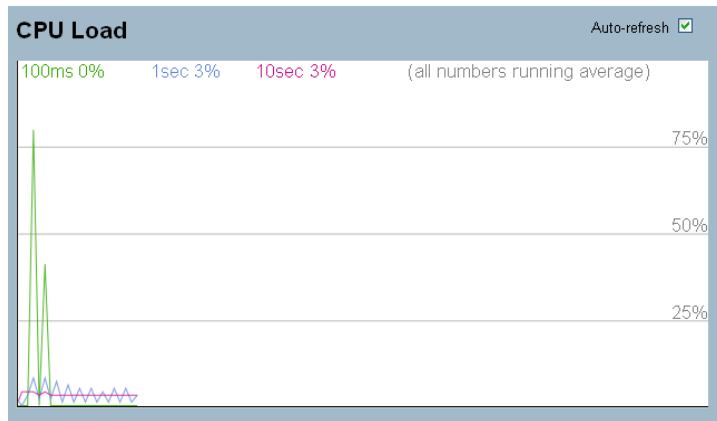 CPU Load
Auto-refresh
100ms 0% 1sec 3% 10sec 3% (all numbers running average)
75%
50%
25%